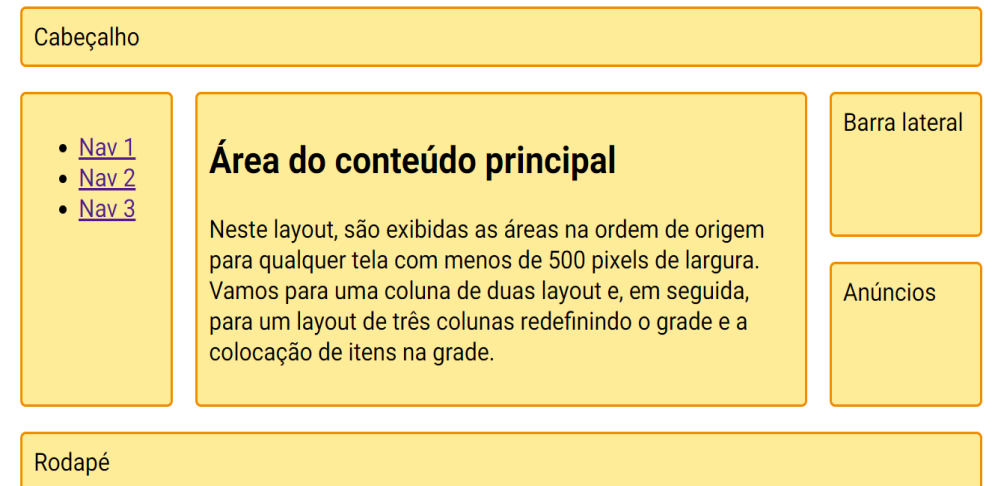 Cabeçalho
Nav 1
Nav 2
Nav 3
Área do conteúdo principal
Neste layout, são exibidas as áreas na ordem de origem
para qualquer tela com menos de 500 pixels de largura.
Vamos para uma coluna de duas layout e, em seguida,
para um layout de três colunas redefinindo o grade e a
colocação de itens na grade.
Barra lateral
Anúncios
Rodapé